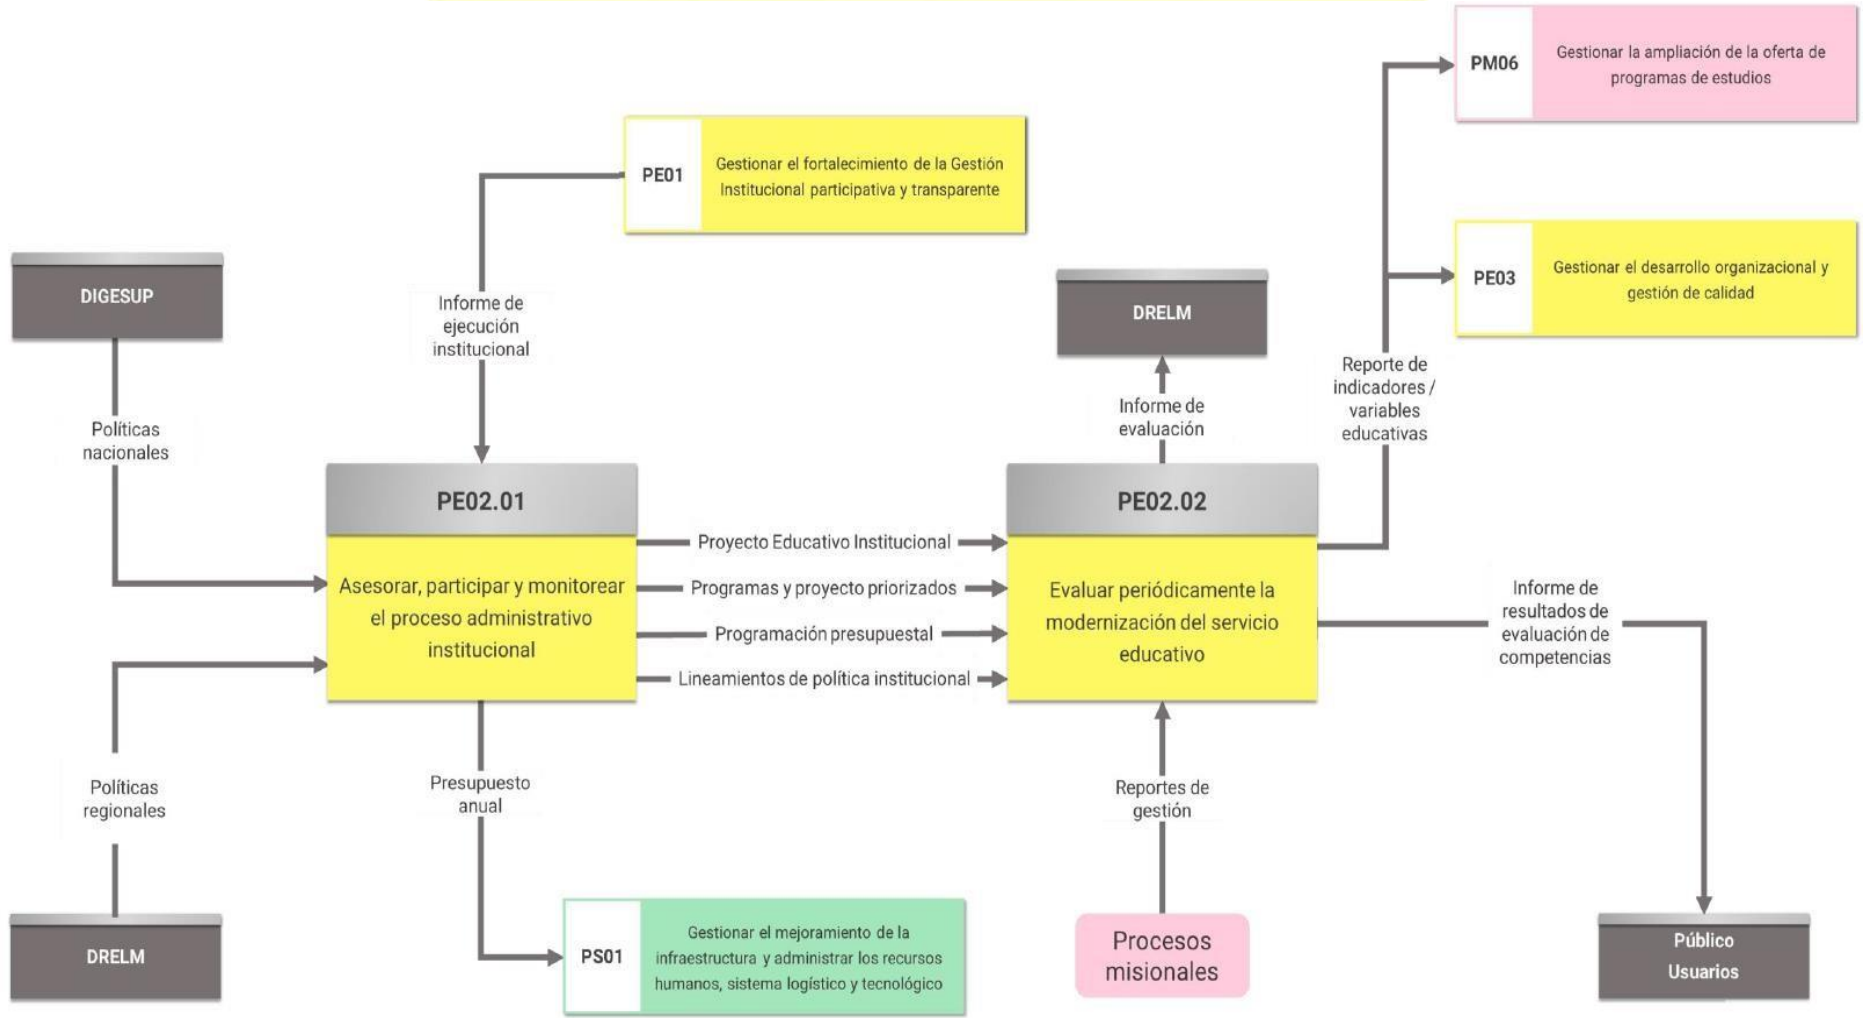 PM06
Gestionar la ampliación de la oferta de
programas de estudios
PE01
Gestionar el fortalecimiento de la Gestión
Institucional participativa y transparente
PE03
Gestionar el desarrollo organizacional y
gestión de calidad
DIGESUP
DRELM
Informe de
ejecución
institucional
Políticas
nacionales
Informe de
evaluación
Reporte de
indicadores /
variables
educativas
PE02.01
Asesorar, participar y monitorear
el proceso administrativo
institucional
Proyecto Educativo Institucional
Programas y proyecto priorizados
Programación presupuestal
Lineamientos de política institucional
PE02.02
Evaluar periódicamente la
modernización del servicio
educativo
Informe de
resultados de
evaluación de
competencias
Políticas
regionales
Presupuesto
anual
Reportes de
gestión
DRELM
PS01
Gestionar el mejoramiento de la
infraestructura y administrar los recursos
humanos, sistema logístico y tecnológico
Procesos
misionales
Público
Usuarios